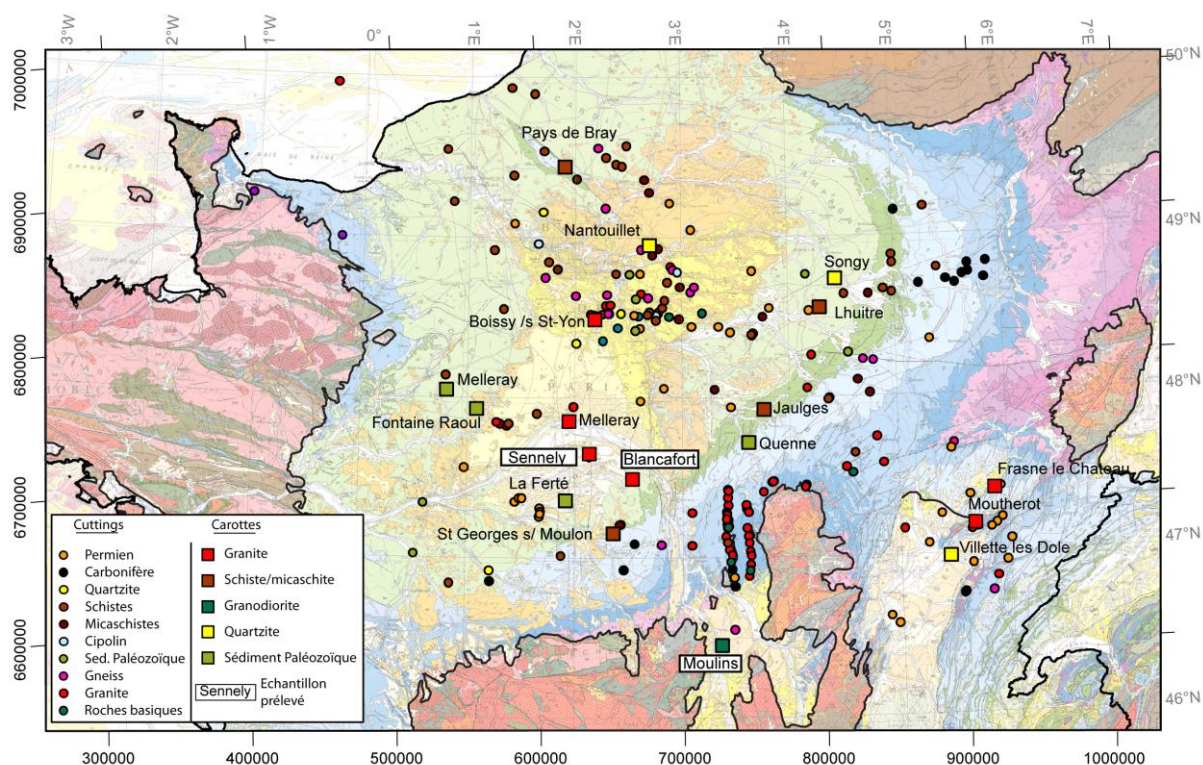 3°W
2°W
1°W
0°
1°E
2°E
3°E
4°E
5°E
6°E
7°
7000000
6900000
6800000
6700000
6600000
50°N
49°N
48°N
47°N
46°N
Pays de Bray
Nantouillet
Songy
Boissy /s St-Yon
Lhuitre
Melleray
Fontaine Raoul
Melleray
Jaulges
Quenne
Sennely
Blancafort
La Ferté
Frasne le Chateau
Moutherot
St Georges s/ Moulon
Villette les Dole
Moulins
Cuttings
Permien
Carbonifère
Quartzite
Schistes
Micaschistes
Cipolin
Sed. Paléozoïque
Gneiss
Granite
Roches basiques
Carottes
Granite
Schiste/micaschite
Granodiorite
Quartzite
Sédiment Paléozoïque
Sennely
Echantillon
prélevé
300000
400000
500000
600000
700000
800000
900000
1000000